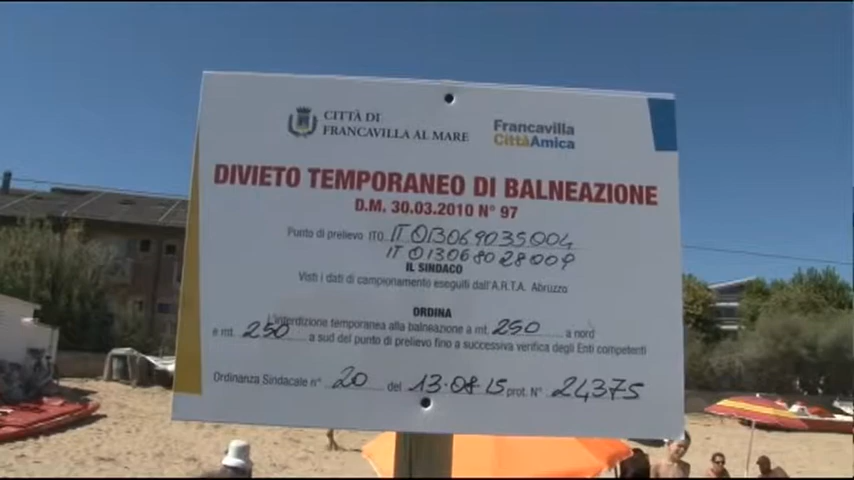 CITTÀ DI
FRANCAVILLA AL MARE
Francavilla
CittàAmica
DIVIETO TEMPORANEO DI BALNEAZIONE
D.M. 30.03.2010 N° 97
Punto di prelievo ITO IT013069035004
IT013068028009
IL SINDACO
Visti i dati di campionamento eseguiti dall'A.R.T.A. Abruzzo
ORDINA
L'interdizione temporanea alla balneazione a mt. 250 a nord
e mt. 250 a sud del punto di prelievo fino a successiva verifica degli Enti competenti
Ordinanza Sindacale n° 20 del 13.08.15 prot. N° 24375